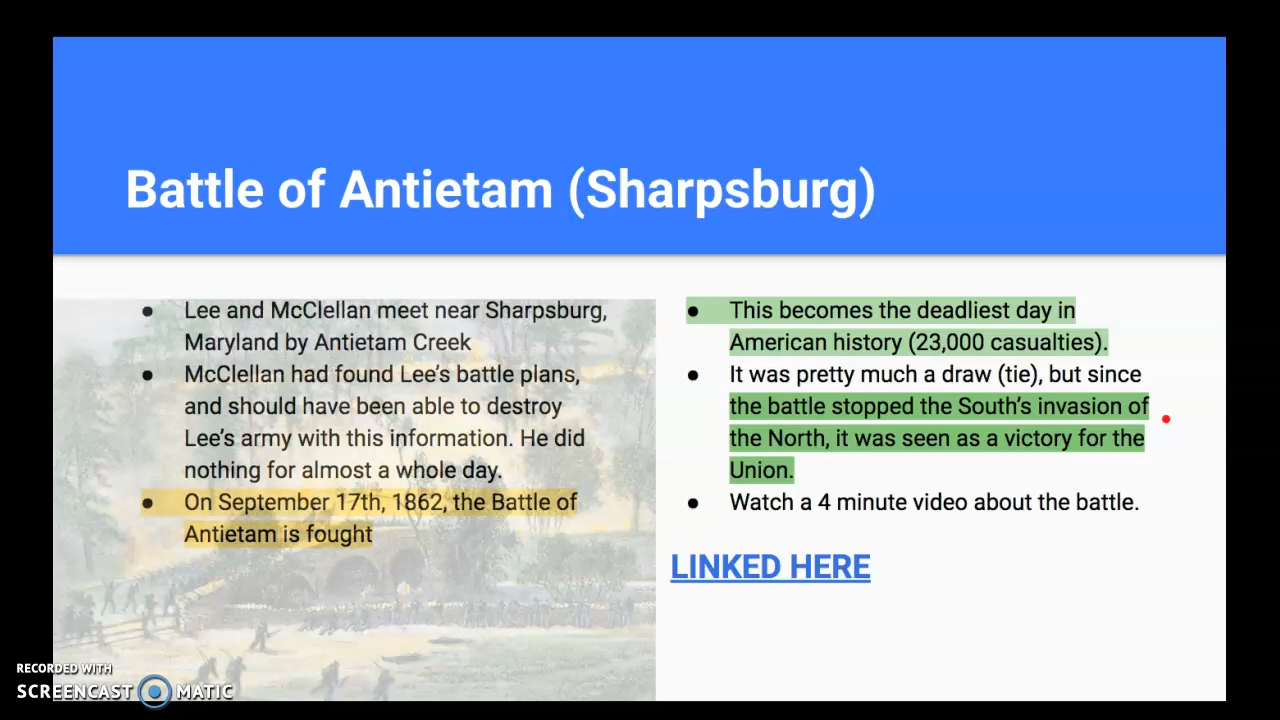 Battle of Antietam (Sharpsburg)
● Lee and McClellan meet near Sharpsburg,
Maryland by Antietam Creek
● McClellan had found Lee's battle plans,
and should have been able to destroy
Lee's army with this information. He did
nothing for almost a whole day.
● On September 17th, 1862, the Battle of
Antietam is fought
● This becomes the deadliest day in
American history (23,000 casualties).
● It was pretty much a draw (tie), but since
the battle stopped the South's invasion of
the North, it was seen as a victory for the
Union.
● Watch a 4 minute video about the battle.
LINKED HERE
RECORDED WITH
SCREENCAST MATIC